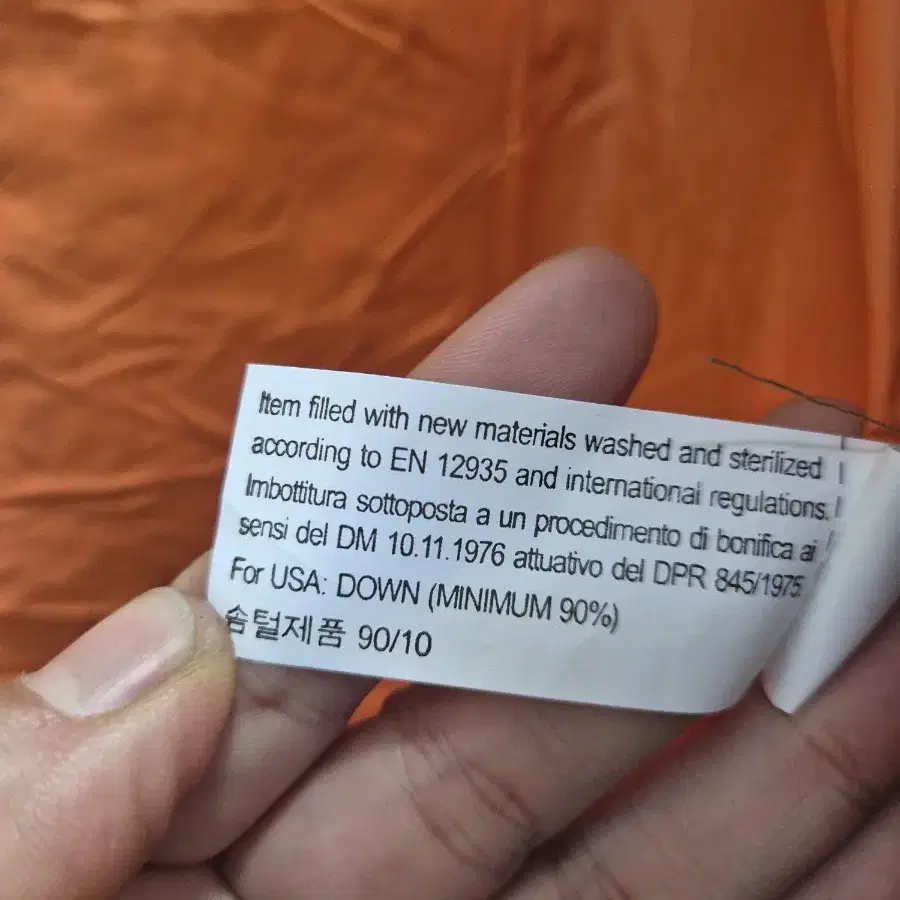 Item filled with new materials washed and sterilized
according to EN 12935 and international regulations.
Imbottitura sottoposta a un procedimento di bonifica ai
sensi del DM 10.11.1976 attuativo del DPR 845/1975
For USA: DOWN (MINIMUM 90%)
솜털제품 90/10